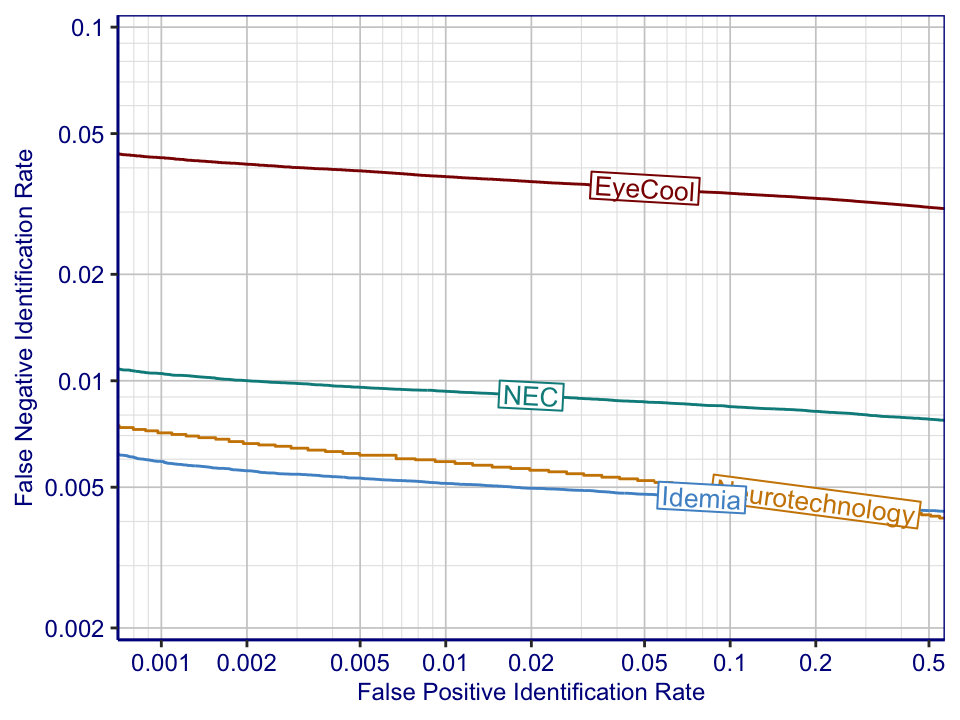 False Negative Identification Rate
0.1
0.05
0.02
0.01
0.005
0.002
EyeCool
NEC
Neurotechnology
Idemia
0.001 0.002 0.005 0.01 0.02 0.05 0.1 0.2 0.5
False Positive Identification Rate